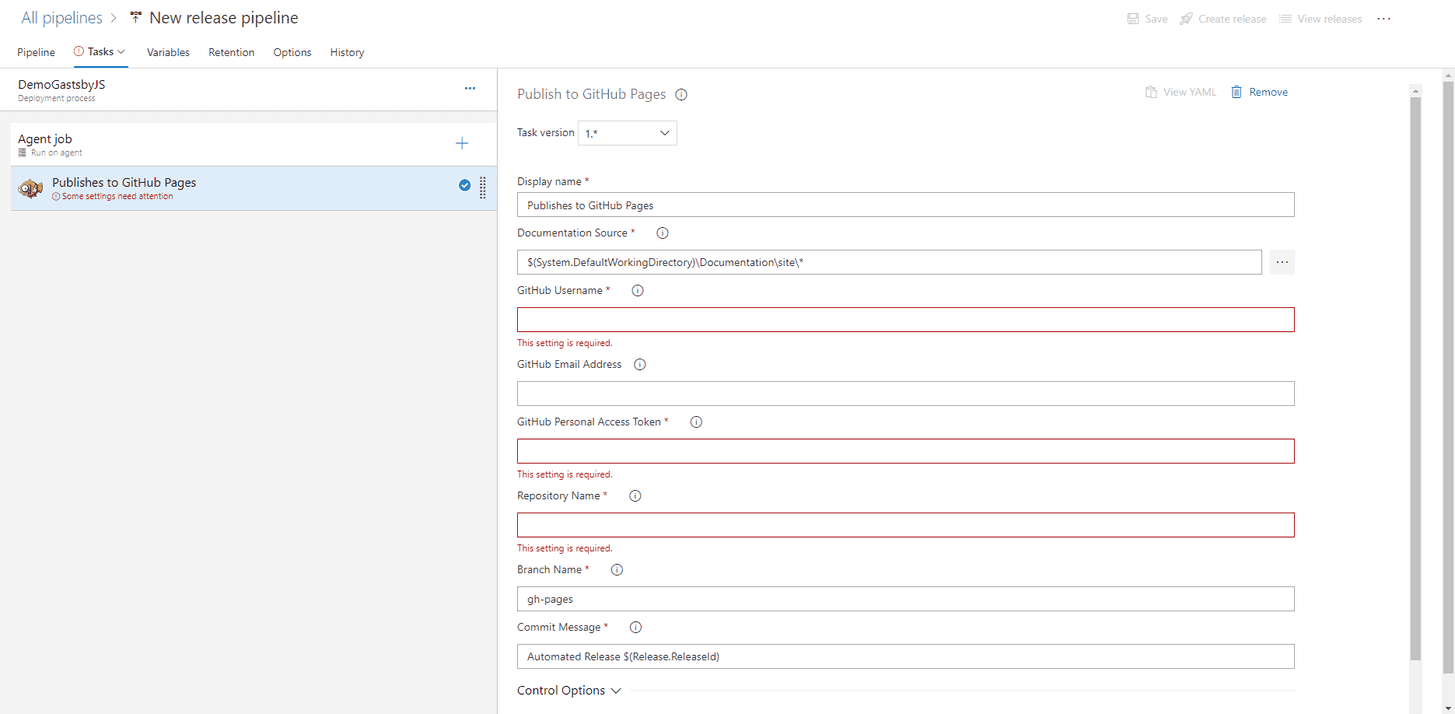 All pipelines > New release pipeline
Save Create release View releases ...
Pipeline Tasks Variables Retention Options History
DemoGastsbyJS
Deployment process
...
Agent job
Run on agent
Publishes to GitHub Pages
Some settings need attention
Publish to GitHub Pages
View YAML Remove
Task version 1.*
Display name *
Publishes to GitHub Pages
Documentation Source *
$(System.DefaultWorkingDirectory)\Documentation\site\*
...
GitHub Username *
This setting is required.
GitHub Email Address
GitHub Personal Access Token *
This setting is required.
Repository Name *
This setting is required.
Branch Name *
gh-pages
Commit Message *
Automated Release $(Release.ReleaseId)
Control Options